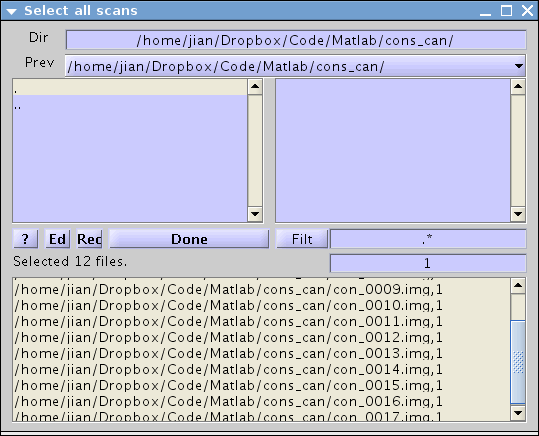 Select all scans
Dir /home/jian/Dropbox/Code/Matlab/cons_can/
Prev /home/jian/Dropbox/Code/Matlab/cons_can/
.
..
? Ed Rec Done Filt .*
Selected 12 files. 1
/home/jian/Dropbox/Code/Matlab/cons_can/con_0009.img,1
/home/jian/Dropbox/Code/Matlab/cons_can/con_0010.img,1
/home/jian/Dropbox/Code/Matlab/cons_can/con_0011.img,1
/home/jian/Dropbox/Code/Matlab/cons_can/con_0012.img,1
/home/jian/Dropbox/Code/Matlab/cons_can/con_0013.img,1
/home/jian/Dropbox/Code/Matlab/cons_can/con_0014.img,1
/home/jian/Dropbox/Code/Matlab/cons_can/con_0015.img,1
/home/jian/Dropbox/Code/Matlab/cons_can/con_0016.img,1
/home/jian/Dropbox/Code/Matlab/cons_can/con_0017.img,1